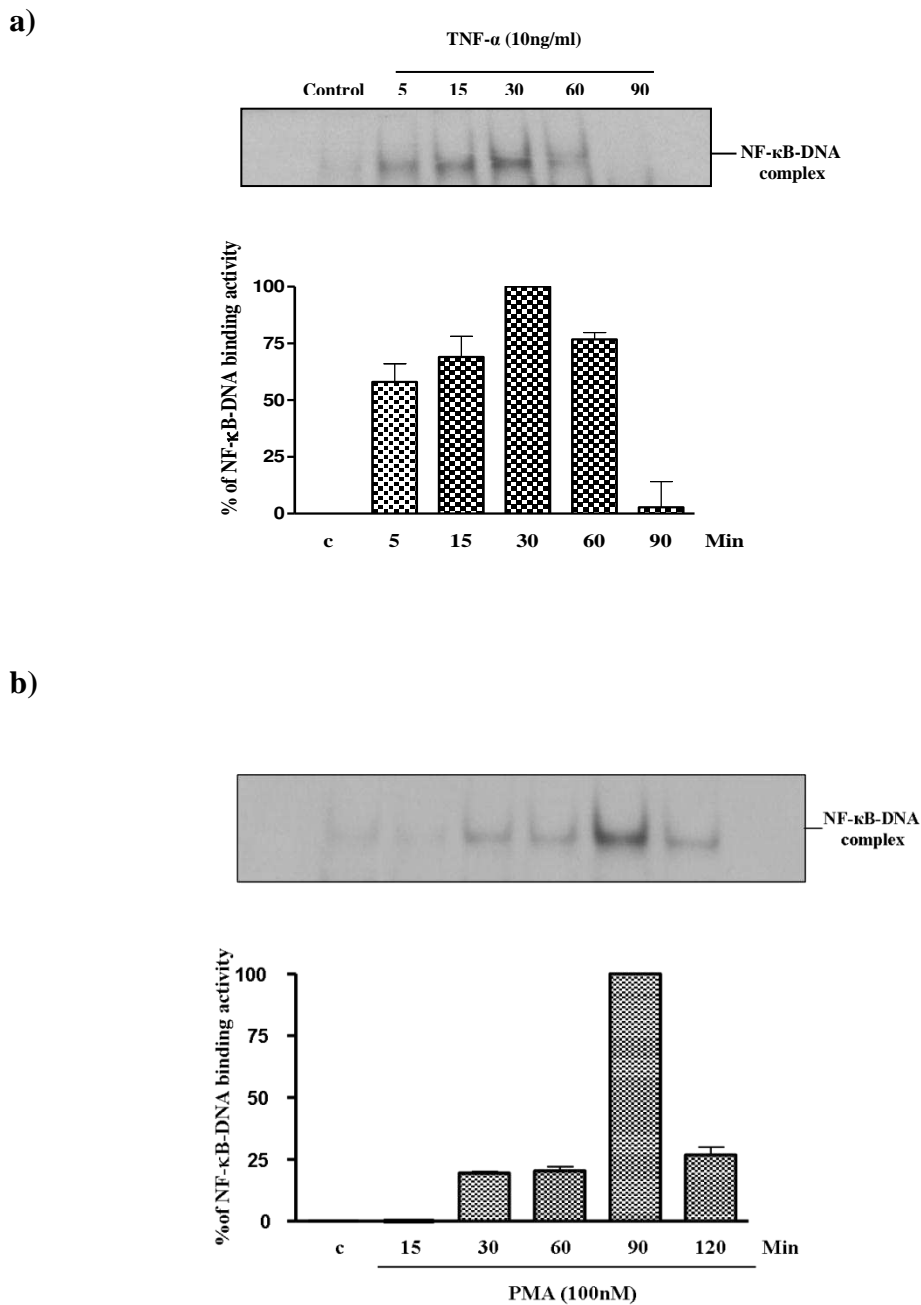 a)
TNF-α (10ng/ml)
Control 5 15 30 60 90
NF-κB-DNA
complex
% of NF-κB-DNA binding activity
100
75
50
25
0
c 5 15 30 60 90 Min
b)
NF-κB-DNA
complex
%of NF-κB-DNA binding activity
100
75
50
25
0
c 15 30 60 90 120 Min
PMA (100nM)